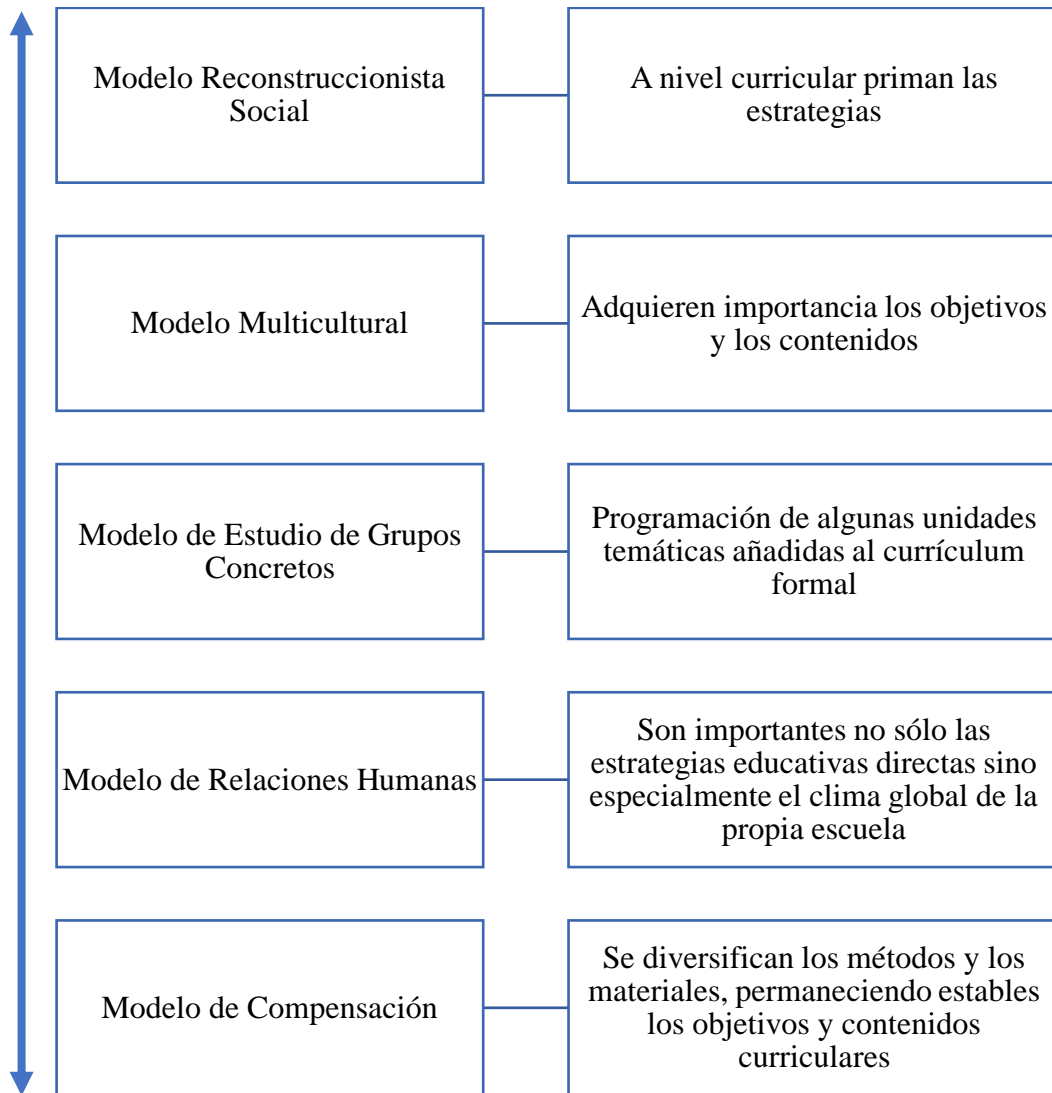 Modelo Reconstruccionista
Social
A nivel curricular priman las
estrategias
Modelo Multicultural
Adquieren importancia los objetivos
y los contenidos
Modelo de Estudio de Grupos
Concretos
Programación de algunas unidades
temáticas añadidas al currículum
formal
Modelo de Relaciones Humanas
Son importantes no sólo las
estrategias educativas directas sino
especialmente el clima global de la
propia escuela
Modelo de Compensación
Se diversifican los métodos y los
materiales, permaneciendo estables
los objetivos y contenidos
curriculares